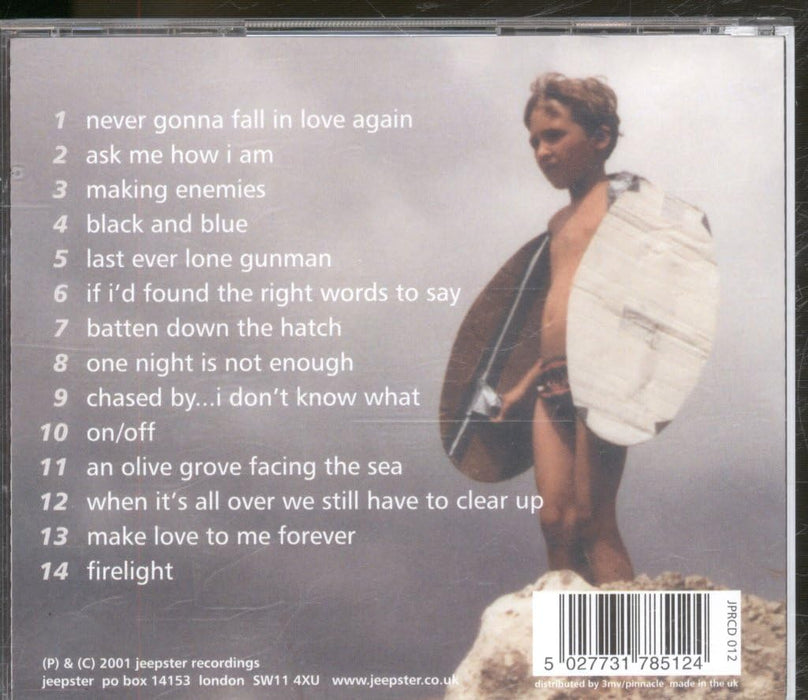 1 never gonna fall in love again
2 ask me how i am
3 making enemies
4 black and blue
5 last ever lone gunman
6 if i'd found the right words to say
7 batten down the hatch
8 one night is not enough
9 chased by...i don't know what
10 on/off
11 an olive grove facing the sea
12 when it's all over we still have to clear up
13 make love to me forever
14 firelight
JPRCD 012
5 027731 785124
(P) & (C) 2001 jeepster recordings
jeepster po box 14153 london SW11 4XU www.jeepster.co.uk
distributed by 3mv/pinnacle made in the uk